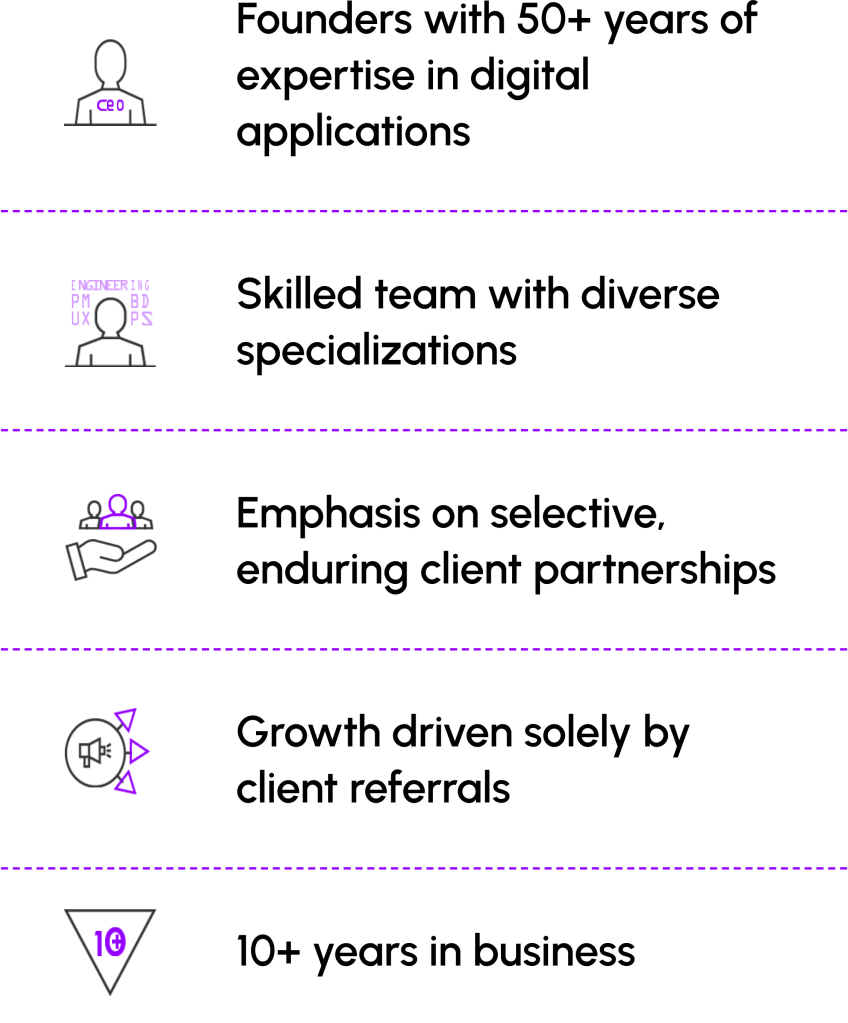 Founders with 50+ years of
expertise in digital
applications
CEO
ENGINEERING
PM BD
UX PS
Skilled team with diverse
specializations
Emphasis on selective,
enduring client partnerships
Growth driven solely by
client referrals
10+
10+ years in business